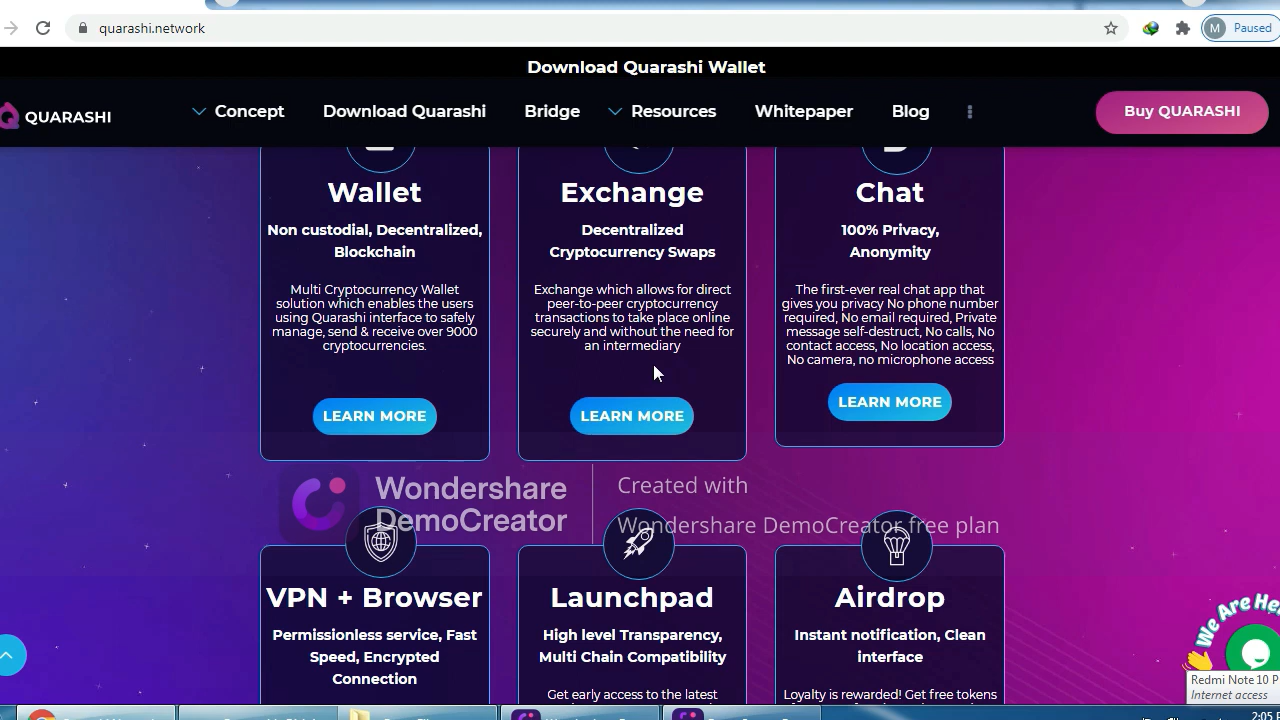 quarashi.network
M Paused
Download Quarashi Wallet
QUARASHI
Concept
Download Quarashi
Bridge
Resources
Whitepaper
Blog
Buy QUARASHI
Wallet
Non custodial, Decentralized,
Blockchain
Multi Cryptocurrency Wallet
solution which enables the users
using Quarashi interface to safely
manage, send & receive over 9000
cryptocurrencies.
LEARN MORE
Exchange
Decentralized
Cryptocurrency Swaps
Exchange which allows for direct
peer-to-peer cryptocurrency
transactions to take place online
securely and without the need for
an intermediary
LEARN MORE
Chat
100% Privacy,
Anonymity
The first-ever real chat app that
gives you privacy No phone number
required, No email required, Private
message self-destruct, No calls, No
contact access, No location access,
No camera, no microphone access
LEARN MORE
Wondershare
DemoCreator
Created with
Wondershare DemoCreator free plan
VPN + Browser
Permissionless service, Fast
Speed, Encrypted
Connection
Launchpad
High level Transparency,
Multi Chain Compatibility
Get early access to the latest
Airdrop
Instant notification, Clean
interface
Loyalty is rewarded! Get free tokens
We Are He
Redmi Note 10 P
Internet access
2:05 P